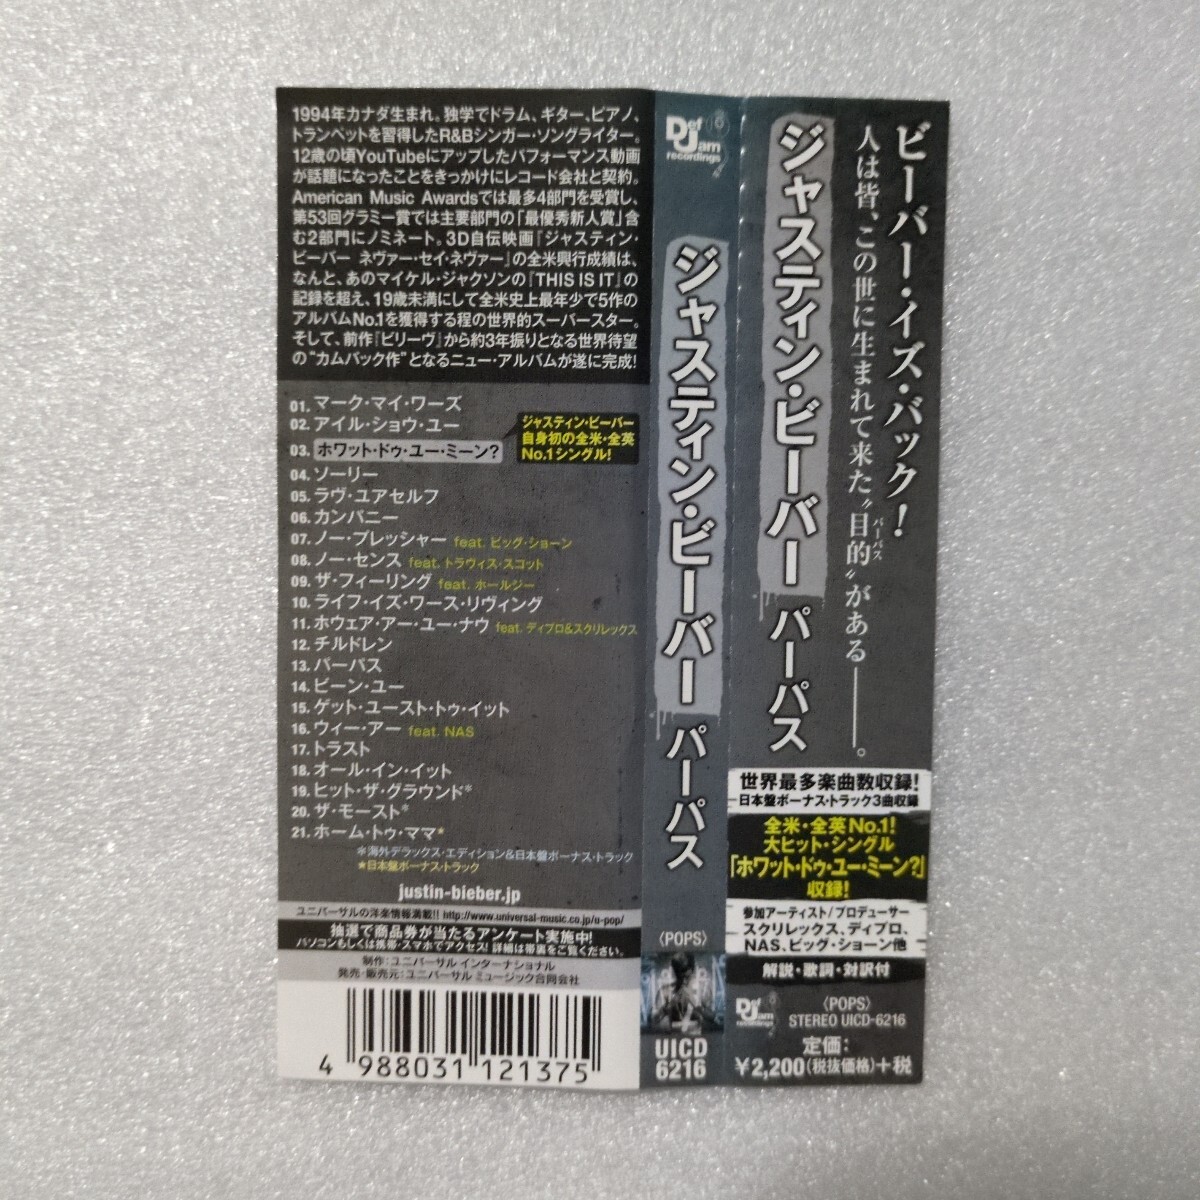 1994年カナダ生まれ。独学でドラム、ギター、ピアノ、
トランペットを習得したR&Bシンガー・ソングライター。
12歳の頃YouTubeにアップしたパフォーマンス動画
が話題になったことをきっかけにレコード会社と契約。
American Music Awardsでは最多4部門を受賞し、
第53回グラミー賞では主要部門の「最優秀新人賞」含
む2部門にノミネート。3D自伝映画『ジャスティン・
ビーバー ネヴァー・セイ・ネヴァー』の全米興行成績は、
なんと、あのマイケル・ジャクソンの『THIS IS IT』の
記録を超え、19歳未満にして全米史上最年少で5作の
アルバムNo.1を獲得する程の世界的スーパースター。
そして、前作『ビリーヴ』から約3年振りとなる世界待望
の“カムバック作”となるニュー・アルバムが遂に完成!
01. マーク・マイ・ワーズ
02. アイル・ショウ・ユー
03. ホワット・ドゥ・ユー・ミーン?
ジャスティン・ビーバー
自身初の全米・全英
No.1シングル!
04. ソーリー
05. ラヴ・ユアセルフ
06. カンパニー
07. ノー・プレッシャー feat. ビッグ・ショーン
08. ノー・センス feat. トラヴィス・スコット
09. ザ・フィーリング feat. ホールジー
10. ライフ・イズ・ワース・リヴィング
11. ホウェア・アー・ユー・ナウ feat. ディプロ&スクリレックス
12. チルドレン
13. パーパス
14. ビーン・ユー
15. ゲット・ユースト・トゥ・イット
16. ウィー・アー feat. NAS
17. トラスト
18. オール・イン・イット
19. ヒット・ザ・グラウンド*
20. ザ・モースト*
21. ホーム・トゥ・ママ★
*海外デラックス・エディション&日本盤ボーナス・トラック
★日本盤ボーナス・トラック
justin-bieber.jp
ユニバーサルの洋楽情報満載!! http://www.universal-music.co.jp/u-pop/
抽選で商品券が当たるアンケート実施中!
パソコンもしくは携帯・スマホでアクセス! 詳細は帯裏をご覧ください。
制作:ユニバーサル インターナショナル
発売・販売元:ユニバーサル ミュージック合同会社
4 988031 121375
Def Jam
recordings
ジャスティン・ビーバー パーパス
〈POPS〉
UICD
6216
ビーバー・イズ・バック!
人は皆、この世に生まれて来た“目的”がある――。
パーパス
ジャスティン・ビーバー パーパス
世界最多楽曲数収録!
日本盤ボーナス・トラック3曲収録
全米・全英No.1!
大ヒット・シングル
「ホワット・ドゥ・ユー・ミーン?」
収録!
参加アーティスト/プロデューサー
スクリレックス、ディプロ、
NAS、ビッグ・ショーン他
解説・歌詞・対訳付
Def Jam
recordings
〈POPS〉
STEREO UICD-6216
定価:
¥2,200(税抜価格)+税